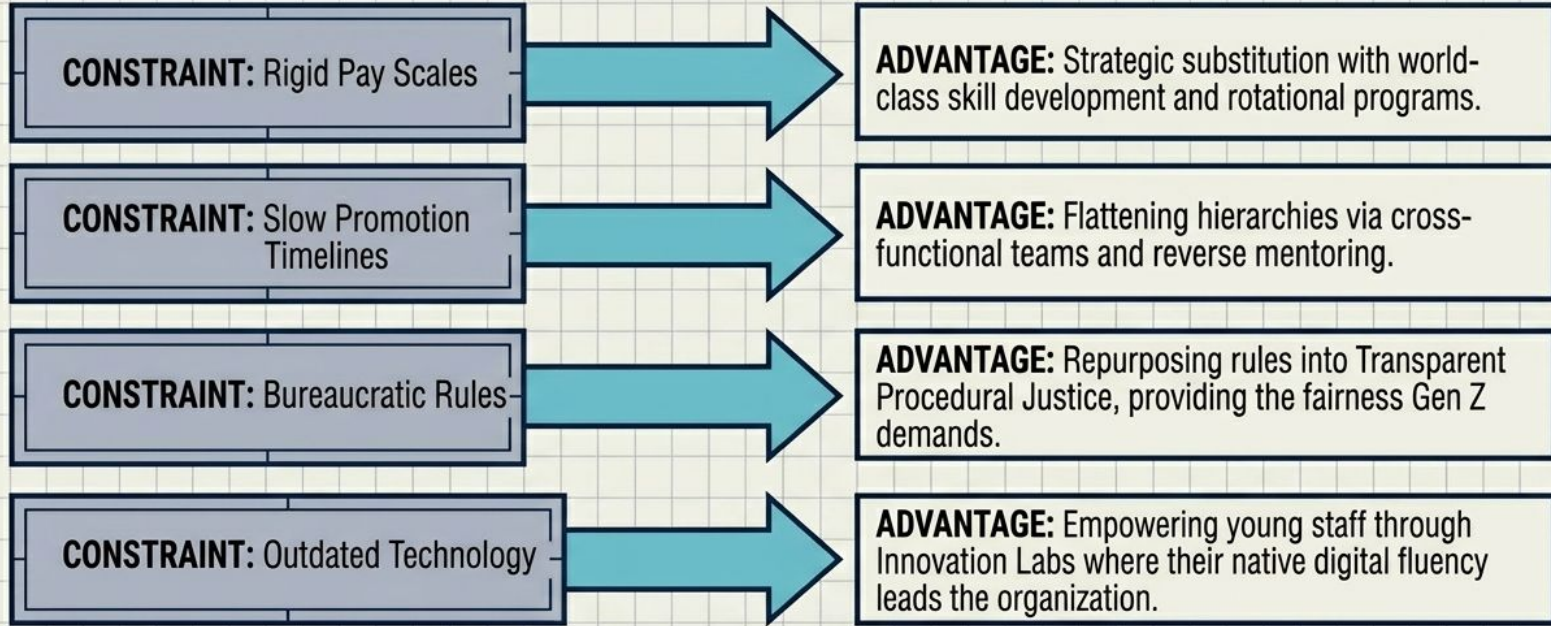 CONSTRAINT: Rigid Pay Scales
ADVANTAGE: Strategic substitution with world-
class skill development and rotational programs.
CONSTRAINT: Slow Promotion
Timelines
ADVANTAGE: Flattening hierarchies via cross-
functional teams and reverse mentoring.
CONSTRAINT: Bureaucratic Rules
ADVANTAGE: Repurposing rules into Transparent
Procedural Justice, providing the fairness Gen Z
demands.
CONSTRAINT: Outdated Technology
ADVANTAGE: Empowering young staff through
Innovation Labs where their native digital fluency
leads the organization.